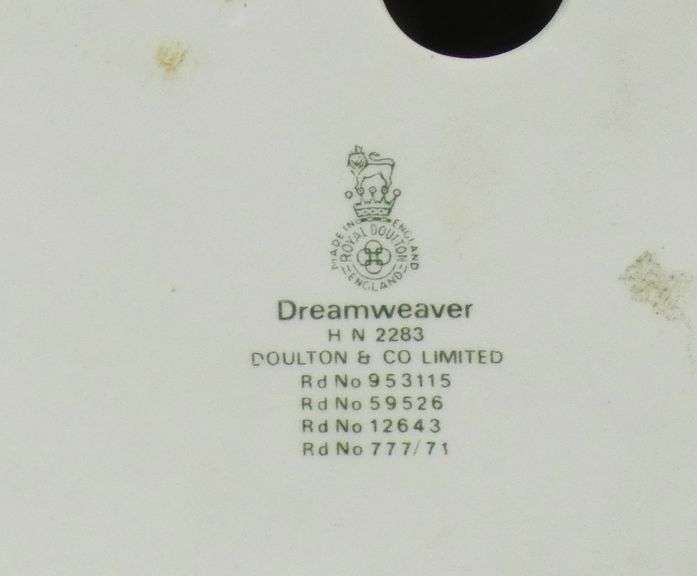 MADE IN ENGLAND
ROYAL DOULTON
ENGLAND
Dreamweaver
H N 2283
DOULTON & CO LIMITED
Rd No 953115
Rd No 59526
Rd No 12643
Rd No 777/71